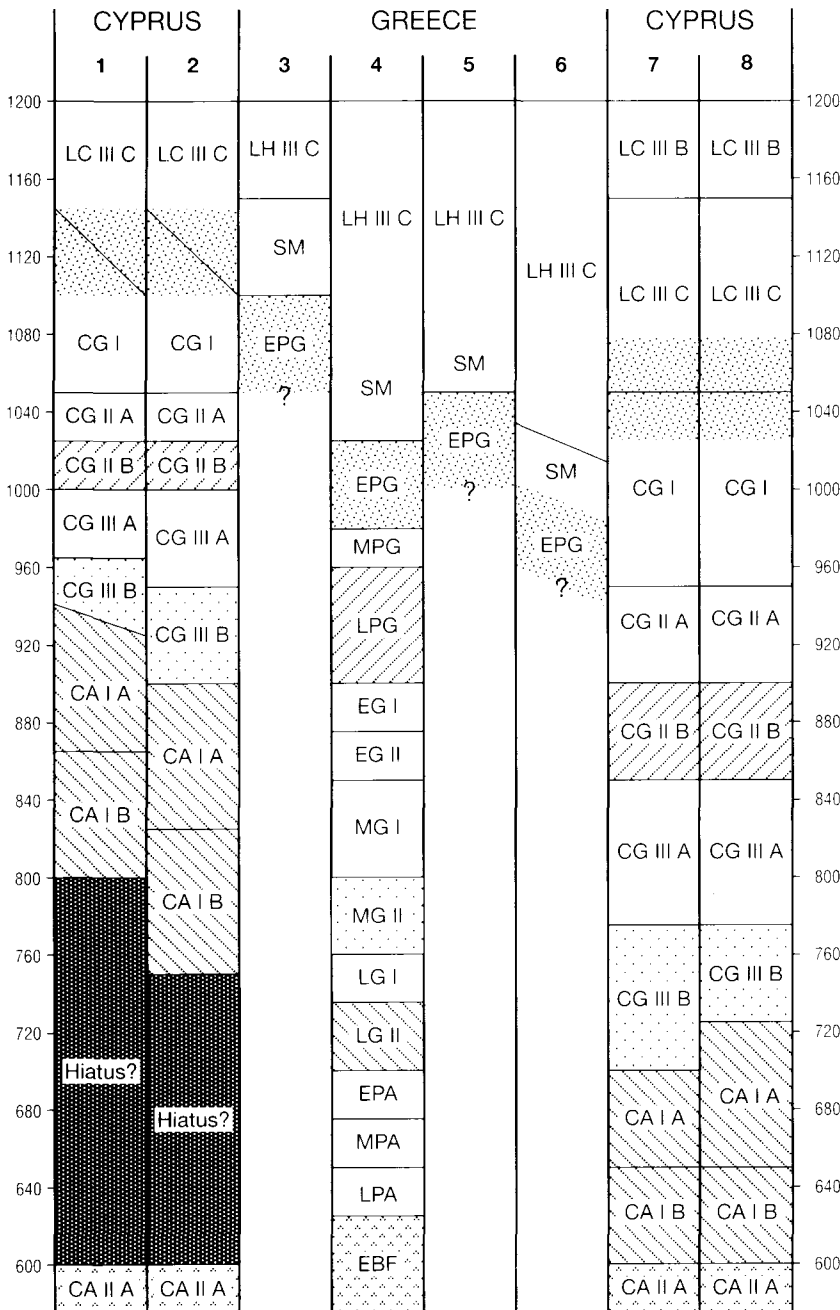 CYPRUS GREECE CYPRUS
1 2 3 4 5 6 7 8
1200 1200
LC III C LC III C LH III C LC III B LC III B
1160 1160
LH III C LH III C
SM
1120 1120
LH III C
LC III C LC III C
CG I CG I EPG
1080 1080
SM
?
SM
1040 1040
CG II A CG II A
EPG
CG II B CG II B
SM
EPG
1000 ? CG I CG I 1000
CG III A
CG III A
MPG EPG
960 960
CG III B
?
LPG CG II A CG II A
CG III B
920 920
CA I A
EG I
880 880
CG II B CG II B
CA I A
EG II
840 840
CA I B
MG I
CG III A CG III A
800 800
CA I B
MG II
760 760
CG III B
LG I
CG III B
720 LG II 720
Hiatus?
EPA
CA I A
680 680
Hiatus?
CA I A
MPA
640 640
LPA
CA I B CA I B
600 600
EBF
CA II A CA II A CA II A CA II A